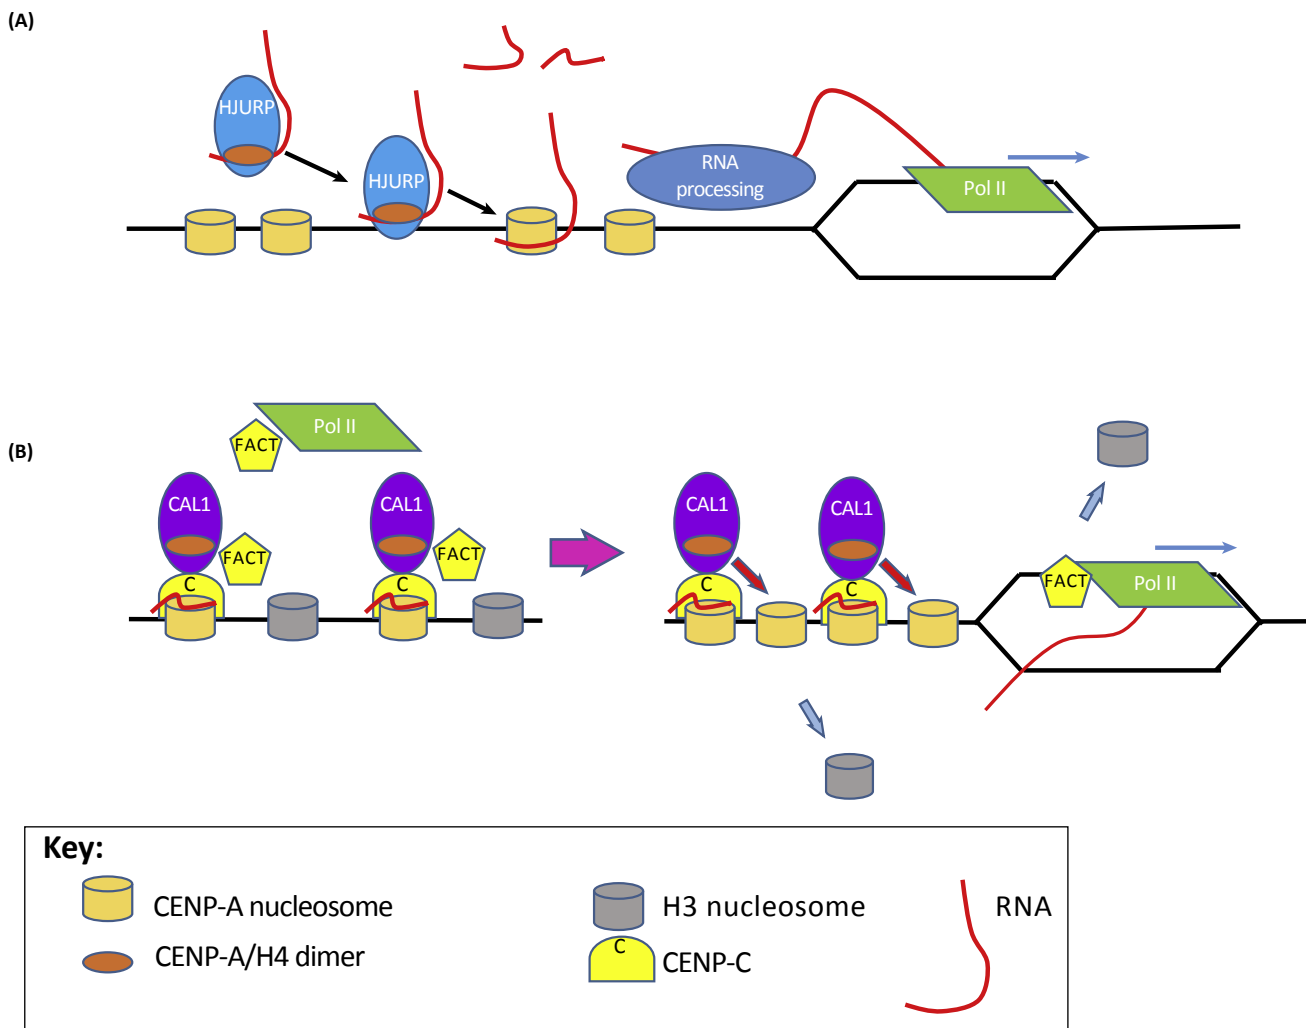 (A)
HJURP
HJURP
RNA
processing
Pol II
(B)
Pol II
FACT
CAL1
CAL1
FACT
FACT
C
C
CAL1
CAL1
C
C
FACT
Pol II
Key:
CENP-A nucleosome
H3 nucleosome
RNA
CENP-A/H4 dimer
C
CENP-C